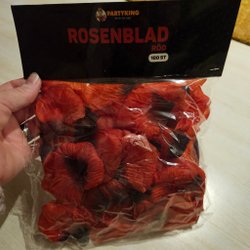 PARTYKING
ROSENBLAD
RÖD
100 ST